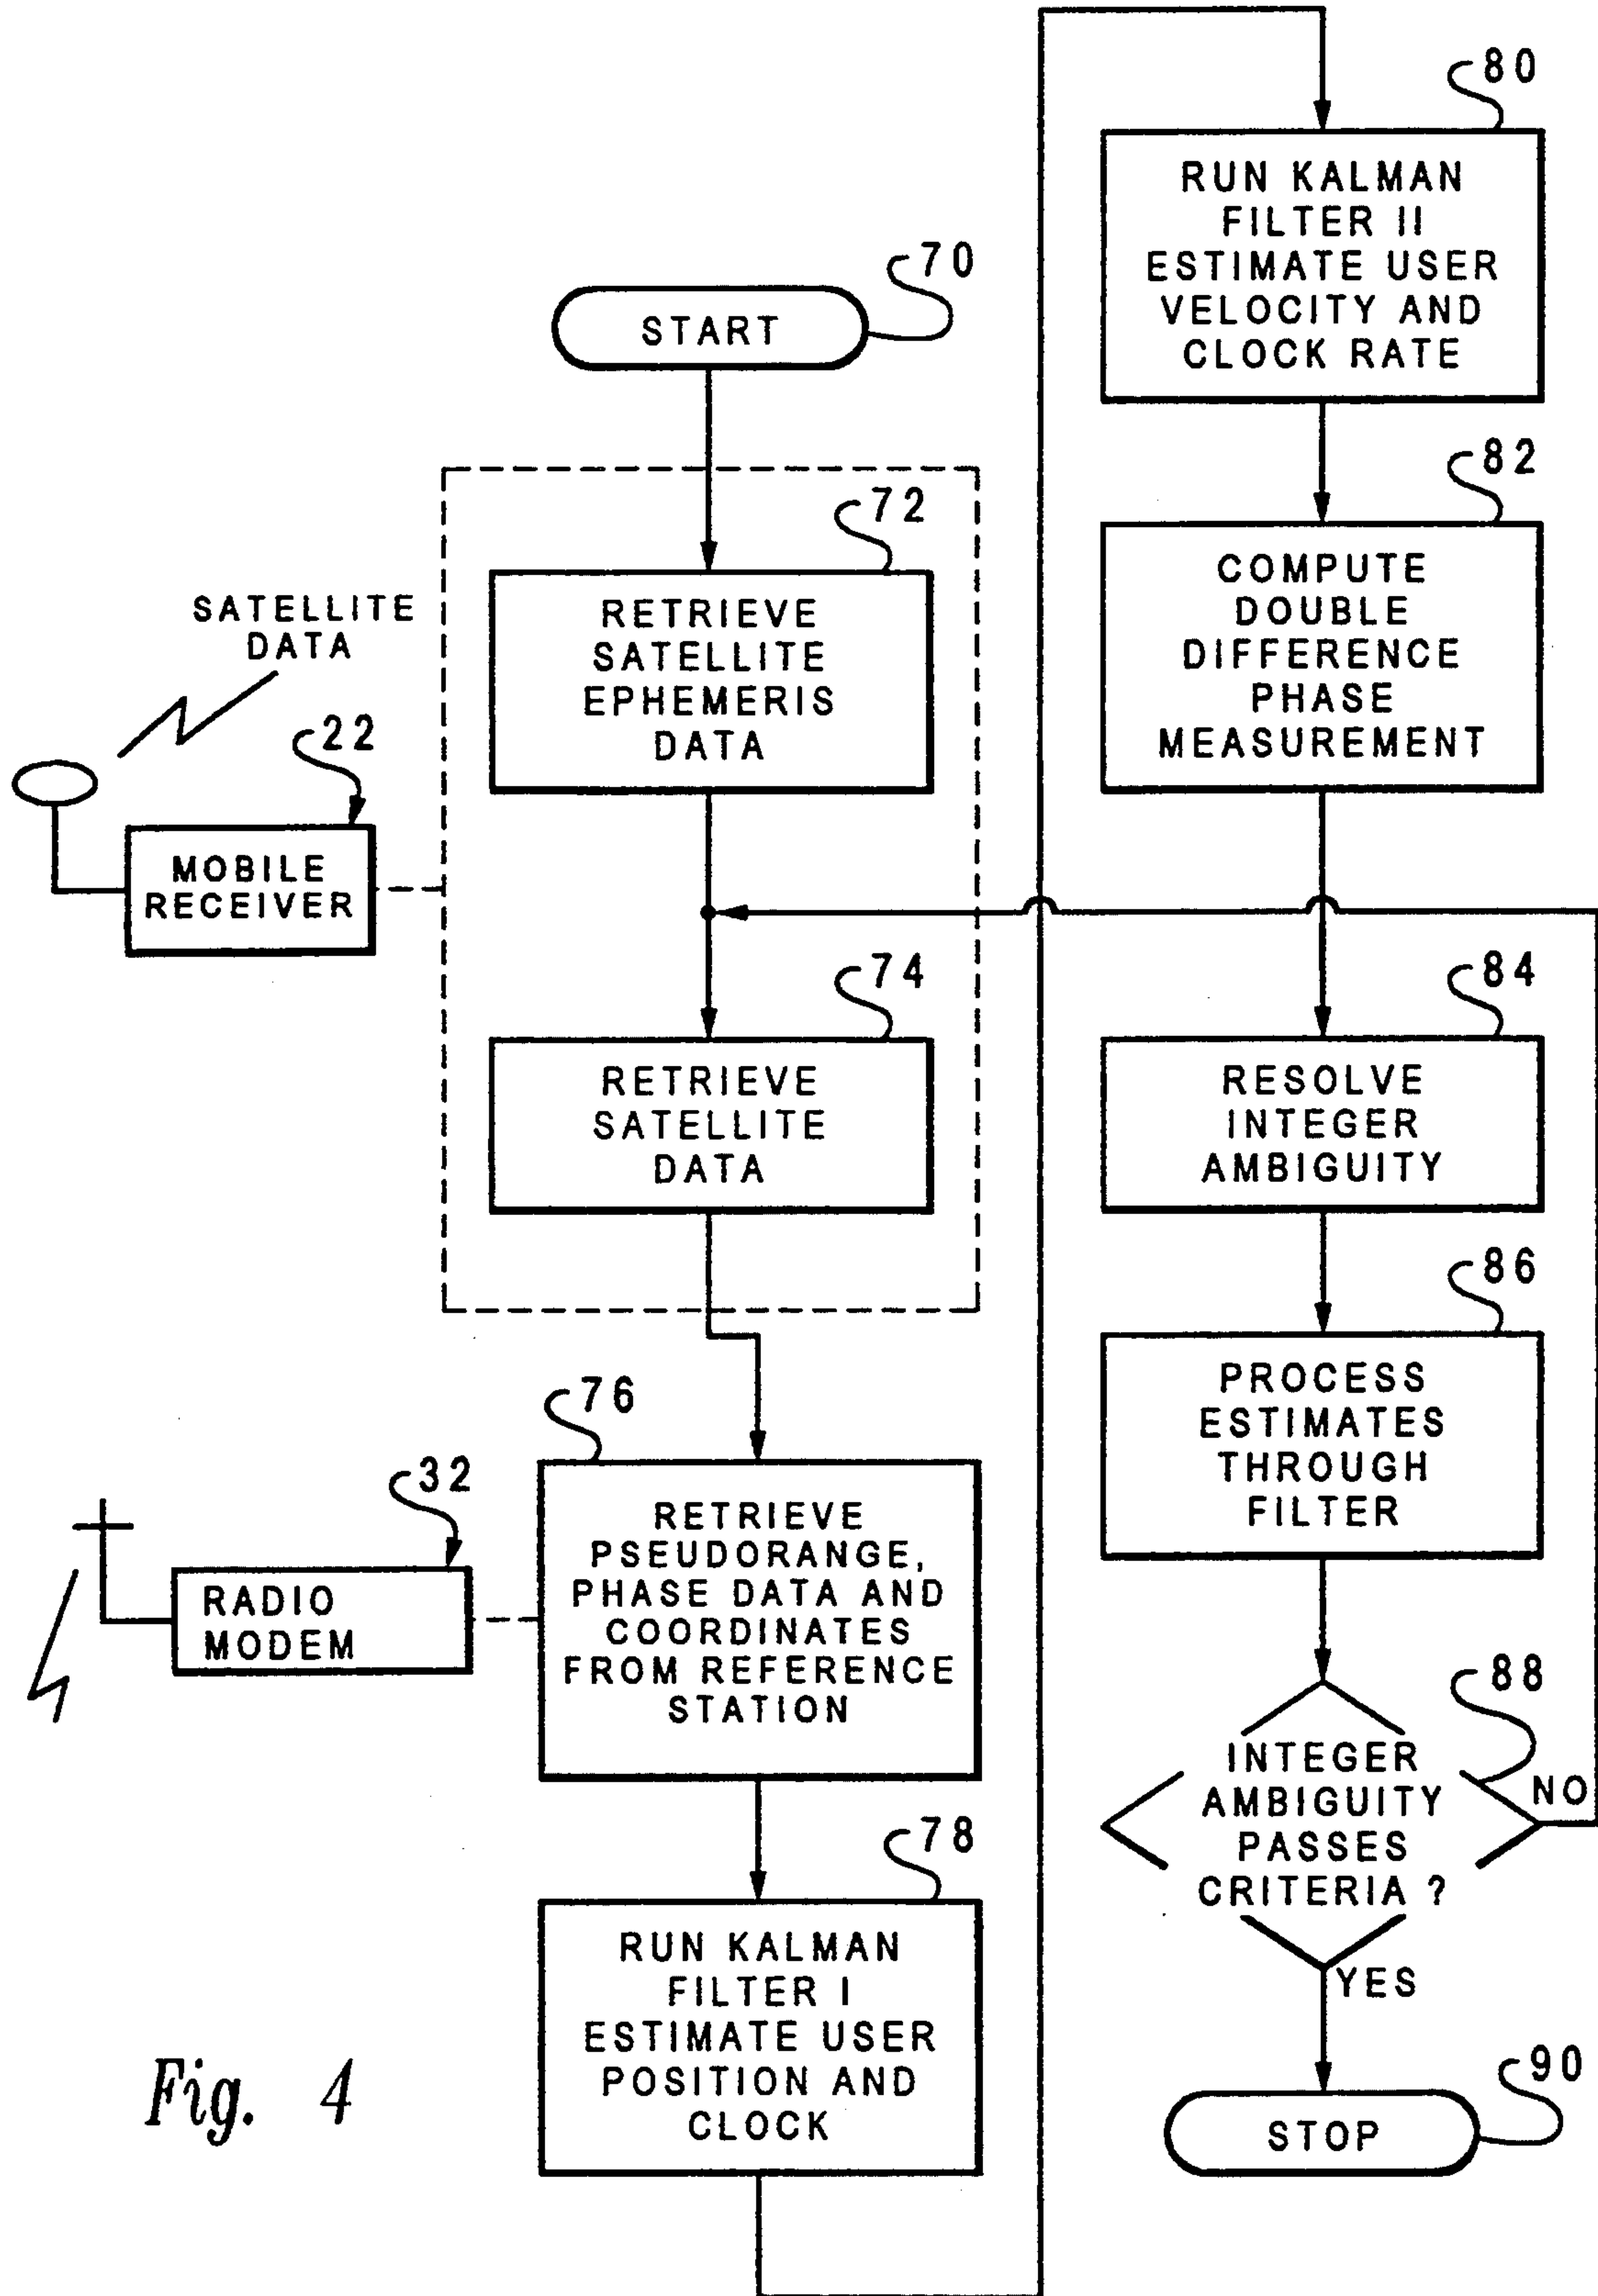 70
START
72
RETRIEVE
SATELLITE
EPHEMERIS
DATA
SATELLITE
DATA
22
MOBILE
RECEIVER
74
RETRIEVE
SATELLITE
DATA
76
RETRIEVE
PSEUDORANGE,
PHASE DATA AND
COORDINATES
FROM REFERENCE
STATION
32
RADIO
MODEM
78
RUN KALMAN
FILTER I
ESTIMATE USER
POSITION AND
CLOCK
80
RUN KALMAN
FILTER II
ESTIMATE USER
VELOCITY AND
CLOCK RATE
82
COMPUTE
DOUBLE
DIFFERENCE
PHASE
MEASUREMENT
84
RESOLVE
INTEGER
AMBIGUITY
86
PROCESS
ESTIMATES
THROUGH
FILTER
88
INTEGER
AMBIGUITY
PASSES
CRITERIA ?
NO
YES
90
STOP
Fig. 4